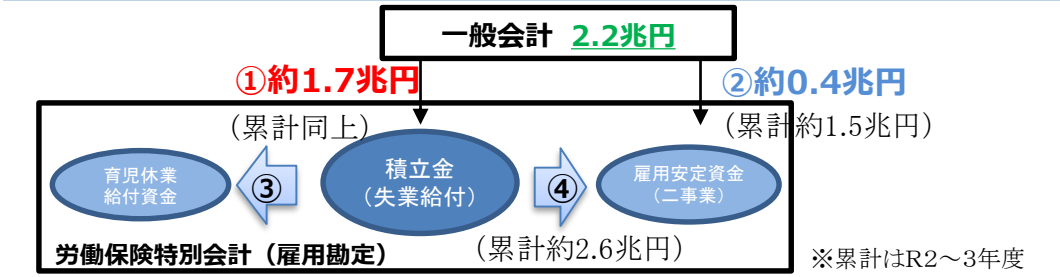 一般会計 2.2兆円
①約1.7兆円
②約0.4兆円
（累計同上）
（累計約1.5兆円）
育児休業
給付資金
③
積立金
（失業給付）
④
雇用安定資金
（二事業）
（累計約2.6兆円）
労働保険特別会計（雇用勘定）
※累計はR2～3年度